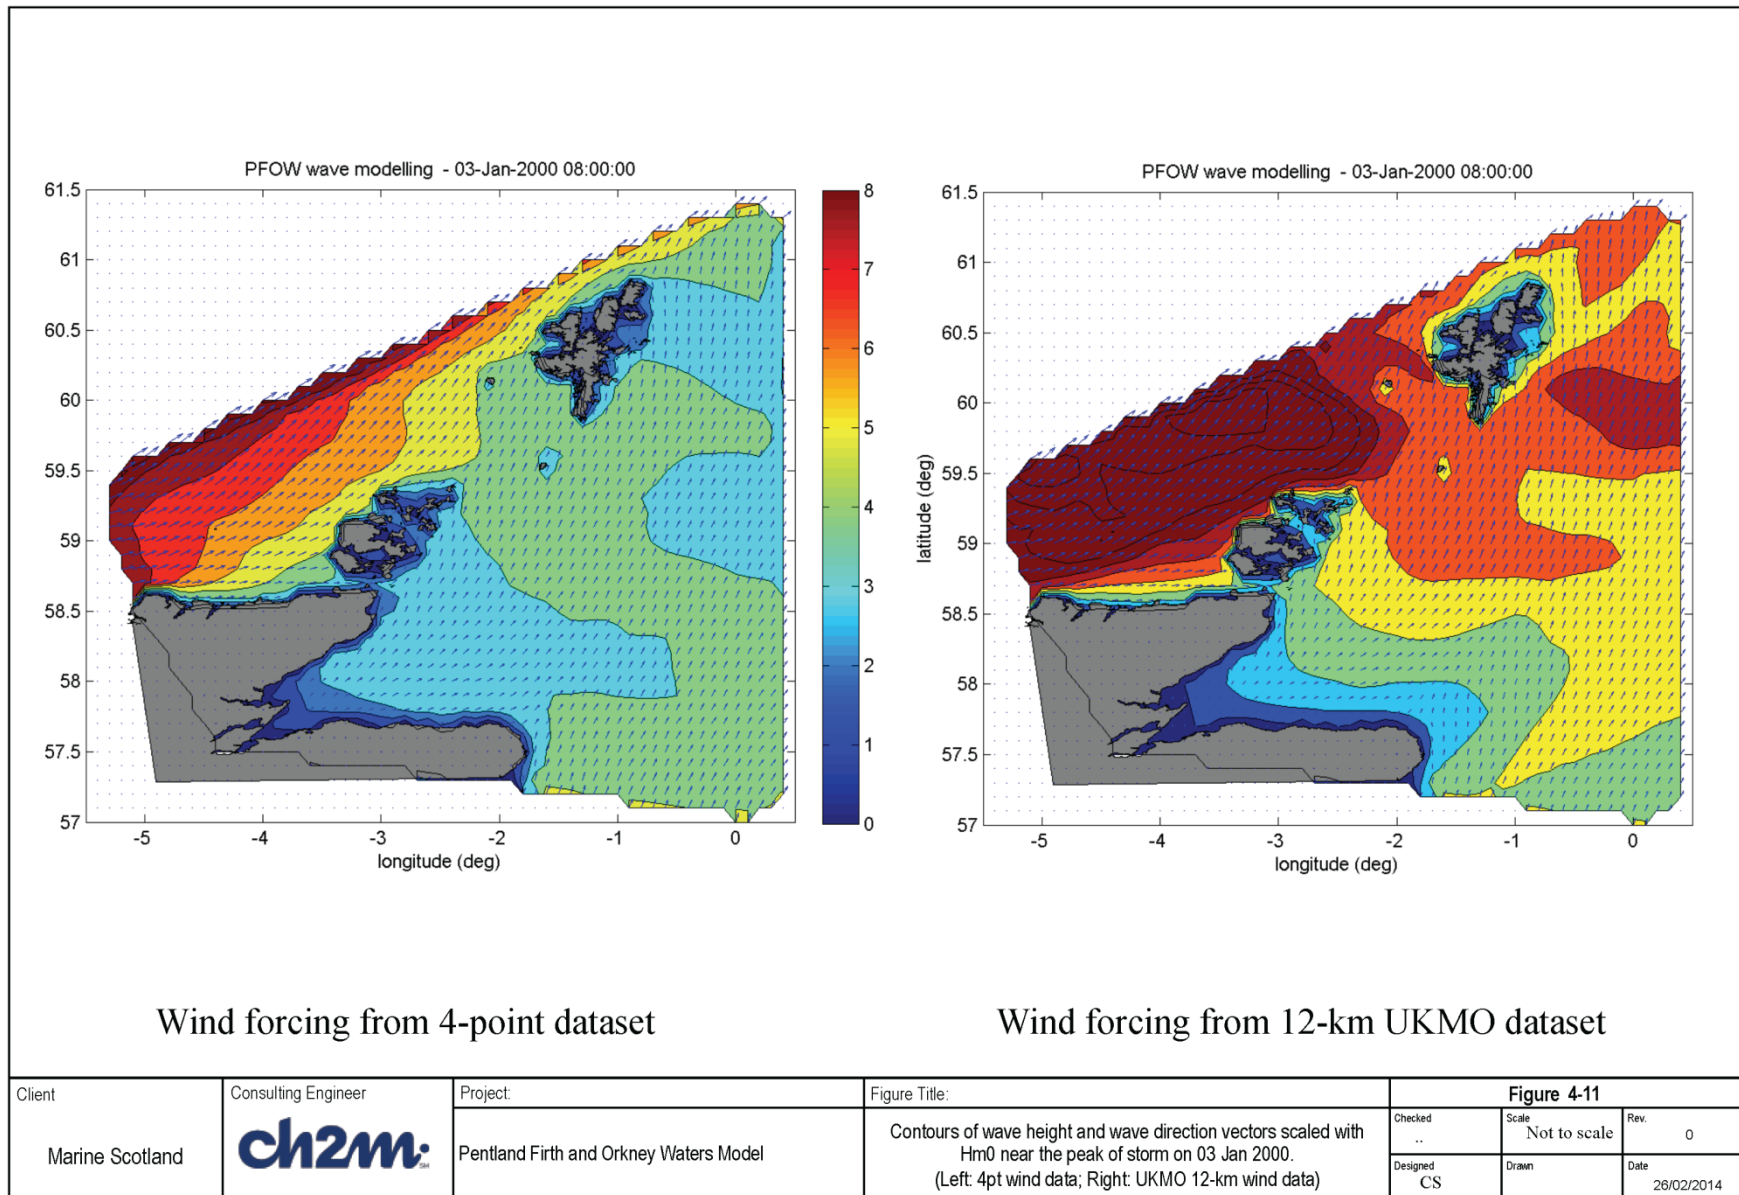 PFOW wave modelling - 03-Jan-2000 08:00:00
61.5
61
60.5
60
59.5
59
58.5
58
57.5
57
-5
-4
-3
-2
-1
0
longitude (deg)
8
7
6
5
4
3
2
1
0
PFOW wave modelling - 03-Jan-2000 08:00:00
latitude (deg)
61.5
61
60.5
60
59.5
59
58.5
58
57.5
57
-5
-4
-3
-2
-1
0
longitude (deg)
Wind forcing from 4-point dataset
Wind forcing from 12-km UKMO dataset
Client
Marine Scotland
Consulting Engineer
ch2m:
SM
Project:
Pentland Firth and Orkney Waters Model
Figure Title:
Contours of wave height and wave direction vectors scaled with
Hm0 near the peak of storm on 03 Jan 2000.
(Left: 4pt wind data; Right: UKMO 12-km wind data)
Figure 4-11
Checked
..
Scale
Not to scale
Rev.
0
Designed
CS
Drawn
Date
26/02/2014